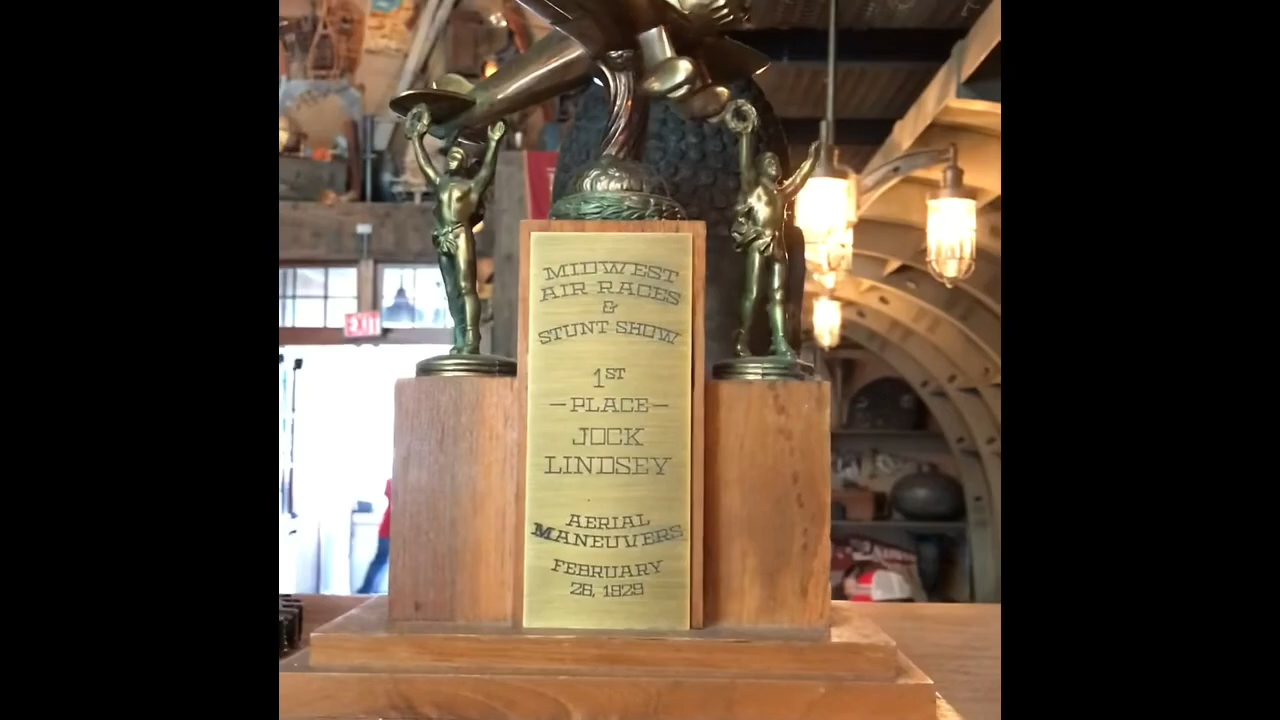 MIDWEST
AIR RACES
&
STUNT SHOW
1ST
—PLACE—
JOCK
LINDSEY
AERIAL
MANEUVERS
FEBRUARY
28, 1929
EXIT